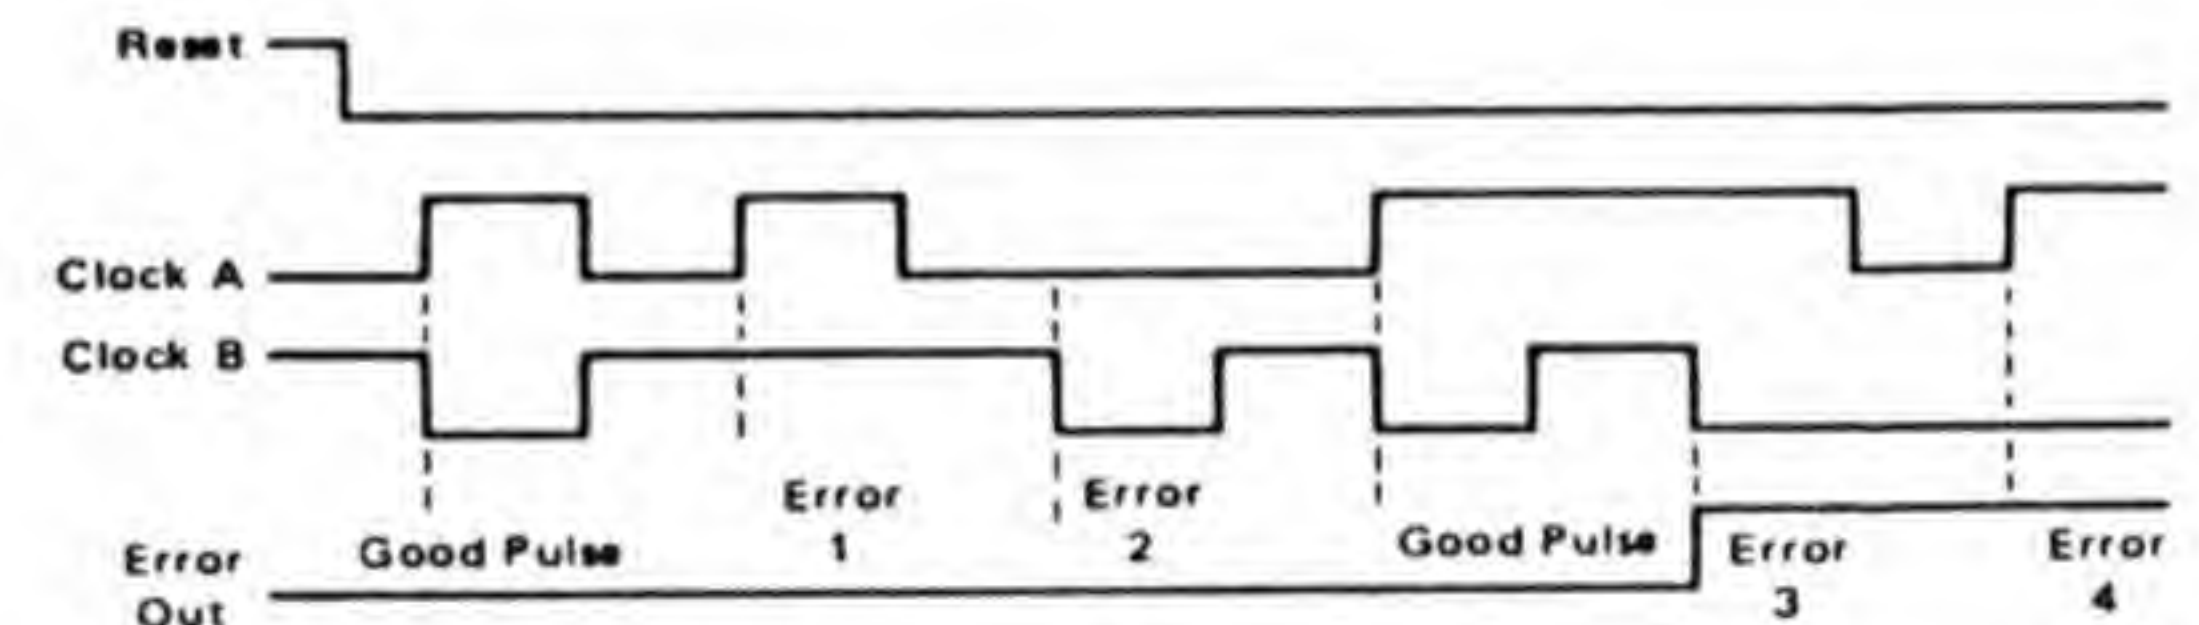 Reset
Clock A
Clock B
Error
1
Error
2
Good Pulse
Good Pulse
Error
3
Error
4
Error
Out